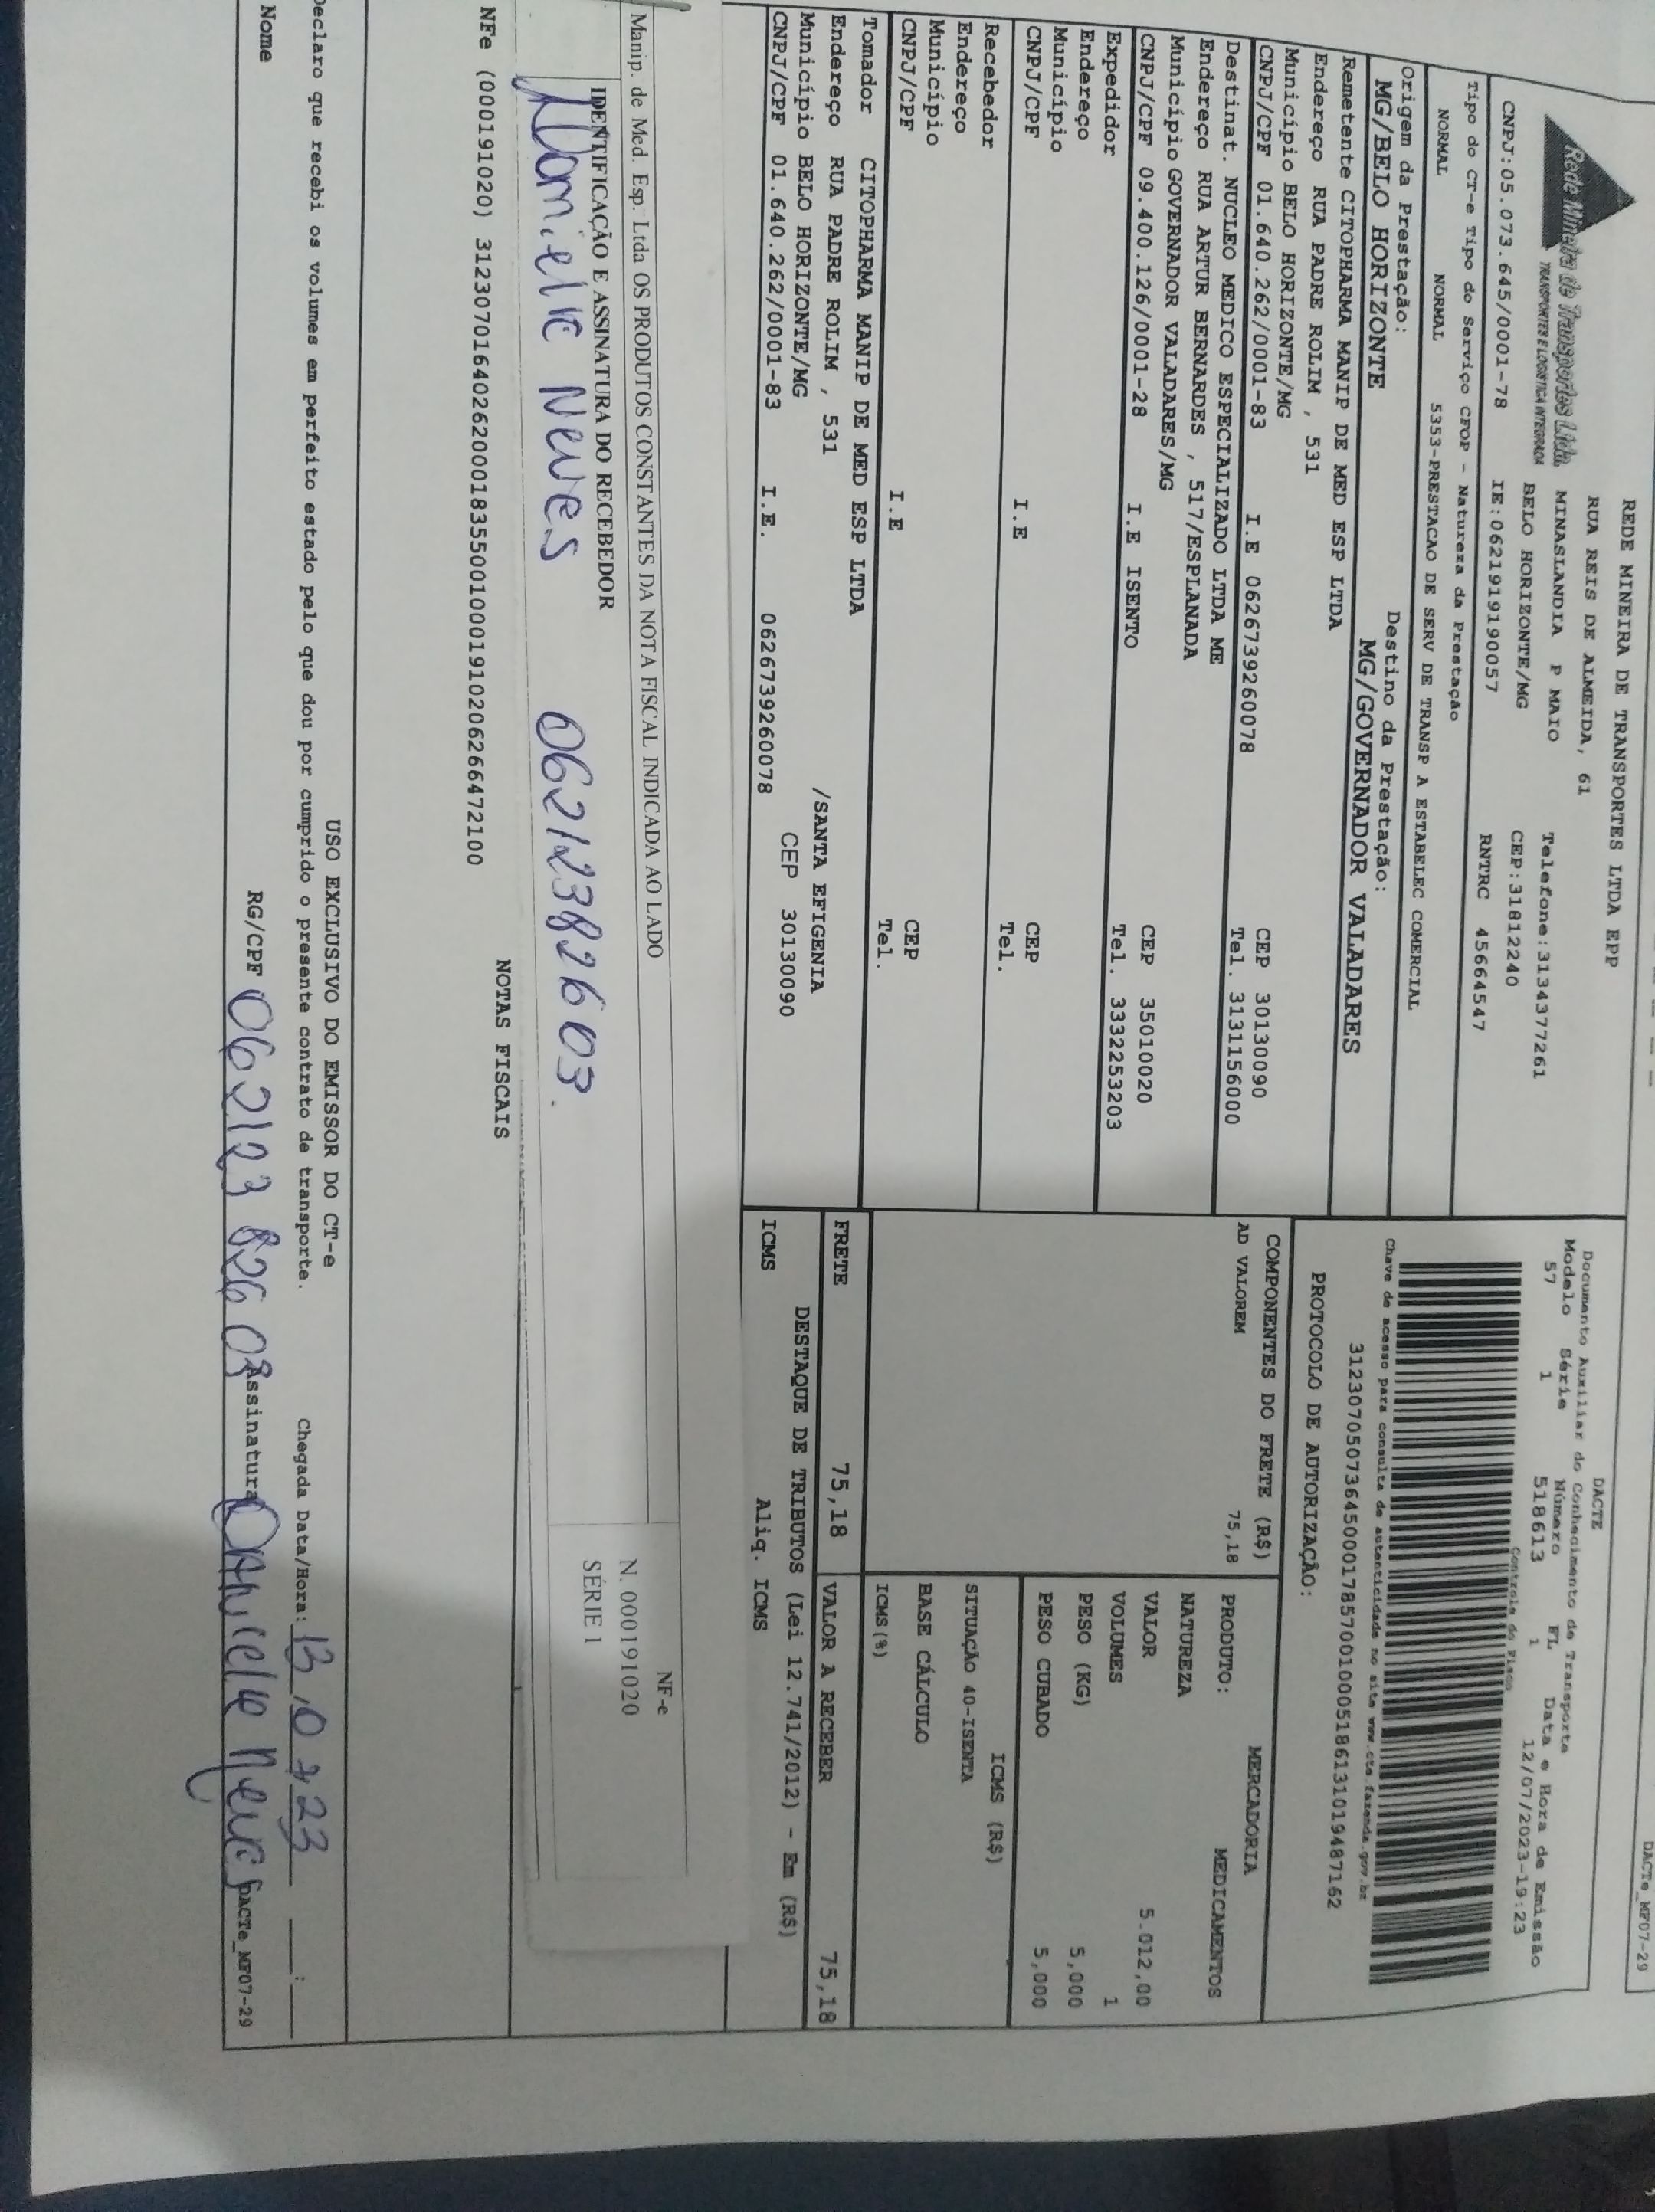 DACTe_MF07-29
Rede Mineira de Transportes Ltda.
TRANSPORTES E LOGISTICA INTEGRADA
REDE MINEIRA DE TRANSPORTES LTDA EPP
RUA REIS DE ALMEIDA, 61
MINASLANDIA P MAIO Telefone:3134377261
BELO HORIZONTE/MG CEP:31812240
CNPJ:05.073.645/0001-78 IE:0621919190057 RNTRC 45664547
Tipo do CT-e Tipo do Serviço CFOP - Natureza da Prestação
NORMAL NORMAL 5353-PRESTACAO DE SERV DE TRANSP A ESTABELEC COMERCIAL
Origem da Prestação: Destino da Prestação:
MG/BELO HORIZONTE MG/GOVERNADOR VALADARES
DACTE
Documento Auxiliar do Conhecimento de Transporte
Modelo Série Número FL Data e Hora de Emissão
57 1 518613 1 12/07/2023-19:23
Controle do Fisco
Chave de acesso para consulta de autenticidade no site www.cte.fazenda.gov.br
31230705073645000178570010005186131019487162
PROTOCOLO DE AUTORIZAÇÃO:
Remetente CITOPHARMA MANIP DE MED ESP LTDA
Endereço RUA PADRE ROLIM , 531
Município BELO HORIZONTE/MG CEP 30130090
CNPJ/CPF 01.640.262/0001-83 I.E 0626739260078 Tel. 3131156000
Destinat. NUCLEO MEDICO ESPECIALIZADO LTDA ME
Endereço RUA ARTUR BERNARDES , 517/ESPLANADA
Município GOVERNADOR VALADARES/MG CEP 35010020
CNPJ/CPF 09.400.126/0001-28 I.E ISENTO Tel. 3332253203
Expedidor
Endereço
Município CEP
CNPJ/CPF I.E Tel.
Recebedor
Endereço
Município CEP
CNPJ/CPF I.E Tel.
Tomador CITOPHARMA MANIP DE MED ESP LTDA
Endereço RUA PADRE ROLIM , 531 /SANTA EFIGENIA
Município BELO HORIZONTE/MG CEP 30130090
CNPJ/CPF 01.640.262/0001-83 I.E. 0626739260078
COMPONENTES DO FRETE (R$)
AD VALOREM 75,18
MERCADORIA
PRODUTO: MEDICAMENTOS
NATUREZA
VALOR 5.012,00
VOLUMES 1
PESO (KG) 5,000
PESO CUBADO 5,000
ICMS (R$)
SITUAÇÃO 40-ISENTA
BASE CÁLCULO
ICMS(%)
FRETE 75,18 VALOR A RECEBER 75,18
DESTAQUE DE TRIBUTOS (Lei 12.741/2012) - Em (R$)
ICMS Aliq. ICMS
Manip. de Med. Esp. Ltda OS PRODUTOS CONSTANTES DA NOTA FISCAL INDICADA AO LADO
IDENTIFICAÇÃO E ASSINATURA DO RECEBEDOR
Daniele Neves 06212382603.
NF-e
N. 000191020
SÉRIE 1
NOTAS FISCAIS
NFe (000191020) 31230701640262000183550010001910206266472100
USO EXCLUSIVO DO EMISSOR DO CT-e
Declaro que recebi os volumes em perfeito estado pelo que dou por cumprido o presente contrato de transporte. Chegada Data/Hora: 13.07.23 ___:___
Nome RG/CPF 06212382603 Assinatura Daniele Neves DACTe_MF07-29